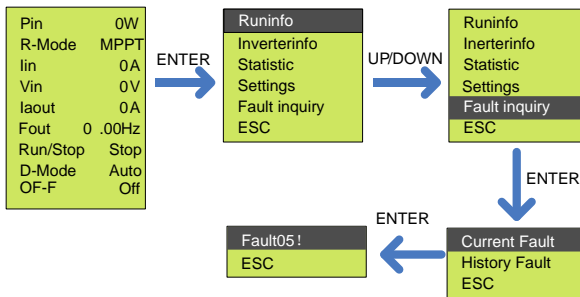 Pin 0W
R-Mode MPPT
Iin 0A
Vin 0V
Iaout 0A
Fout 0 .00Hz
Run/Stop Stop
D-Mode Auto
OF-F Off
ENTER
Runinfo
Inverterinfo
Statistic
Settings
Fault inquiry
ESC
UP/DOWN
Runinfo
Inerterinfo
Statistic
Settings
Fault inquiry
ESC
ENTER
Current Fault
History Fault
ESC
ENTER
Fault05!
ESC